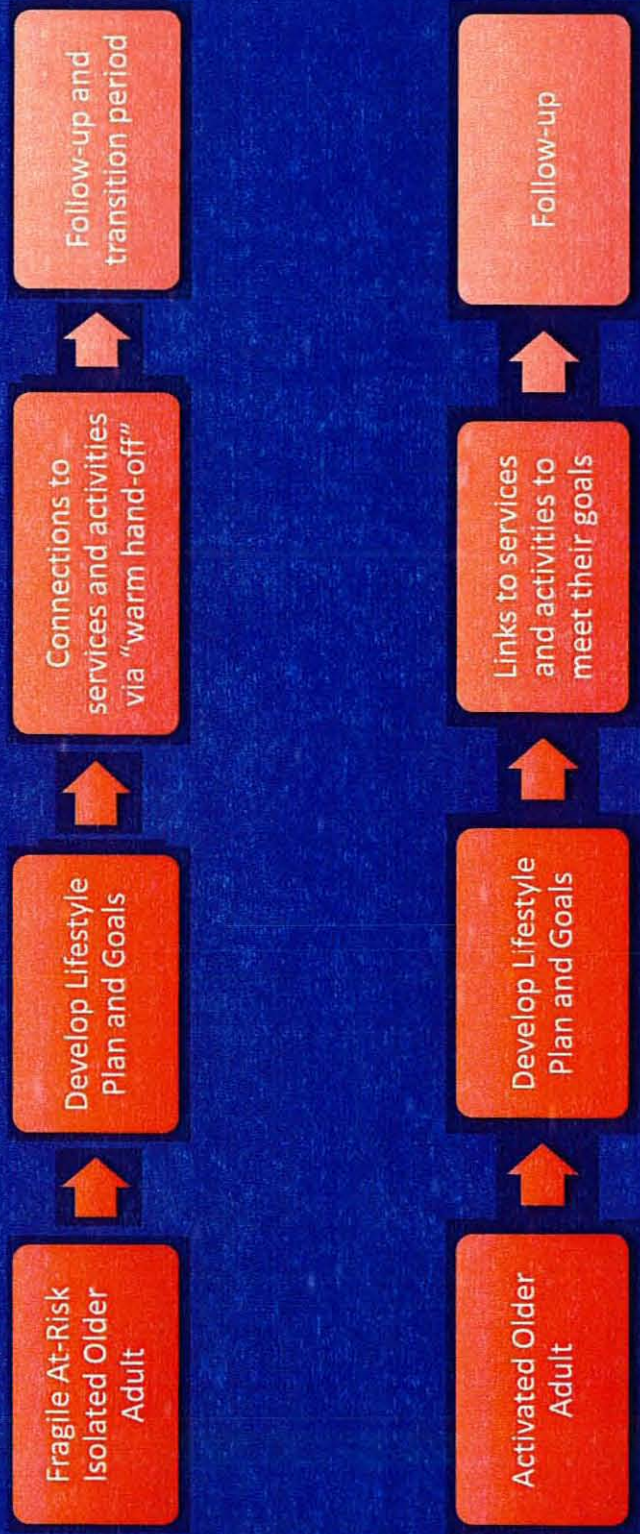 Fragile At-Risk
Isolated Older
Adult
Develop Lifestyle
Plan and Goals
Connections to
services and activities
via “warm hand-off”
Follow-up and
transition period
Activated Older
Adult
Develop Lifestyle
Plan and Goals
Links to services
and activities to
meet their goals
Follow-up